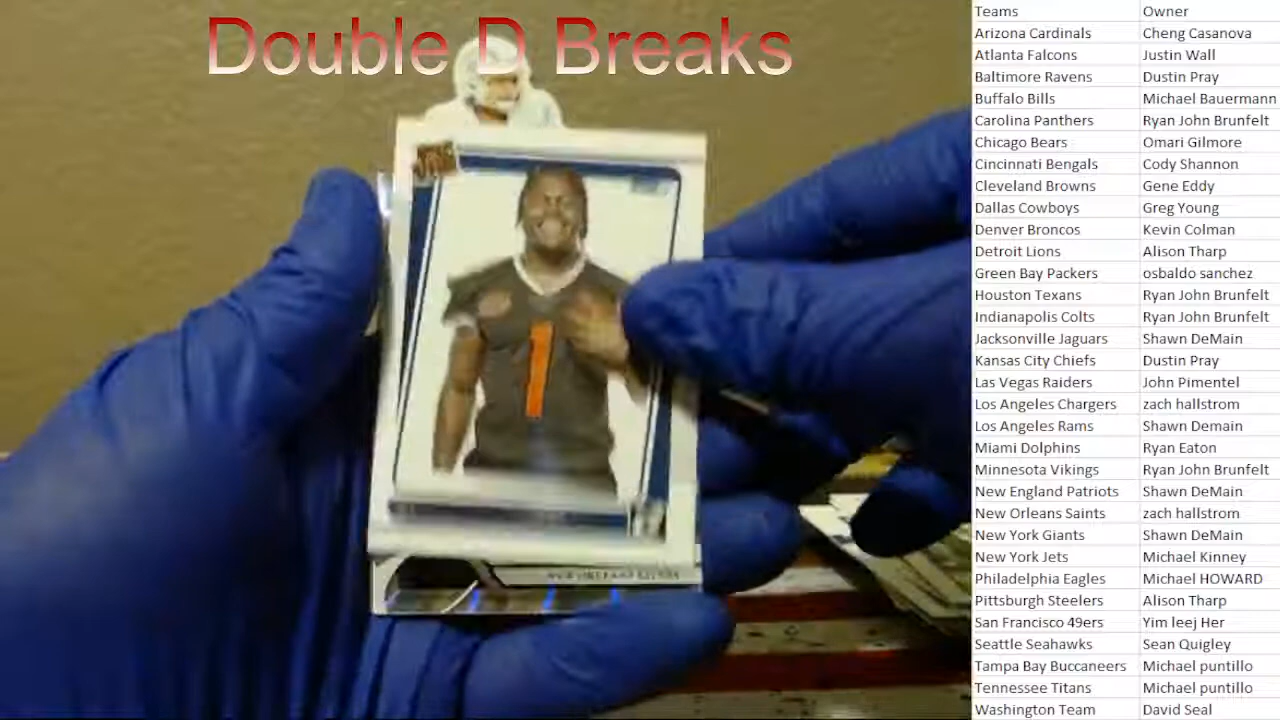 Double D Breaks
1
Teams Owner
Arizona Cardinals Cheng Casanova
Atlanta Falcons Justin Wall
Baltimore Ravens Dustin Pray
Buffalo Bills Michael Bauermann
Carolina Panthers Ryan John Brunfelt
Chicago Bears Omari Gilmore
Cincinnati Bengals Cody Shannon
Cleveland Browns Gene Eddy
Dallas Cowboys Greg Young
Denver Broncos Kevin Colman
Detroit Lions Alison Tharp
Green Bay Packers osbaldo sanchez
Houston Texans Ryan John Brunfelt
Indianapolis Colts Ryan John Brunfelt
Jacksonville Jaguars Shawn DeMain
Kansas City Chiefs Dustin Pray
Las Vegas Raiders John Pimentel
Los Angeles Chargers zach hallstrom
Los Angeles Rams Shawn Demain
Miami Dolphins Ryan Eaton
Minnesota Vikings Ryan John Brunfelt
New England Patriots Shawn DeMain
New Orleans Saints zach hallstrom
New York Giants Shawn DeMain
New York Jets Michael Kinney
Philadelphia Eagles Michael HOWARD
Pittsburgh Steelers Alison Tharp
San Francisco 49ers Yim leej Her
Seattle Seahawks Sean Quigley
Tampa Bay Buccaneers Michael puntillo
Tennessee Titans Michael puntillo
Washington Team David Seal